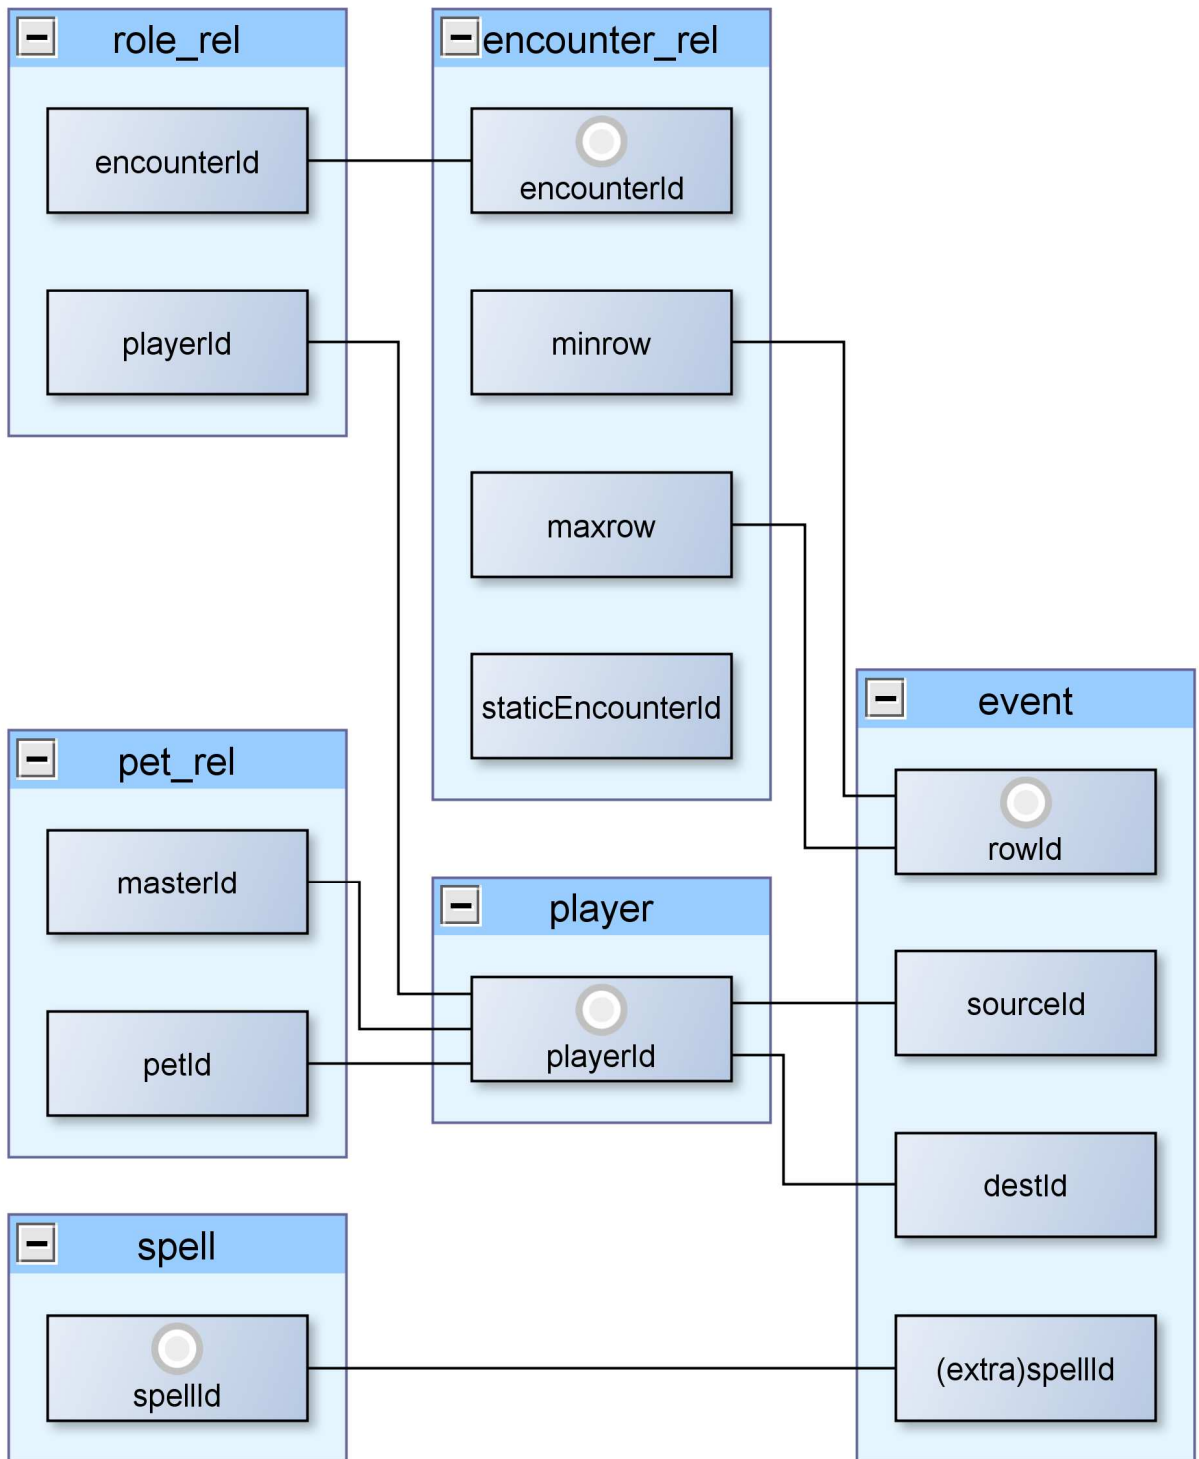 role_rel
encounterId
playerId
encounter_rel
encounterId
minrow
maxrow
staticEncounterId
pet_rel
masterId
petId
player
playerId
event
rowId
sourceId
destId
(extra)spellId
spell
spellId